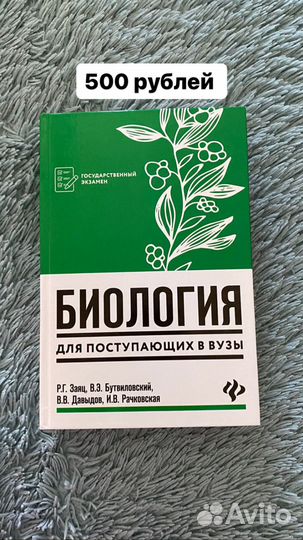 500 рублей
ГОСУДАРСТВЕННЫЙ
ЭКЗАМЕН
БИОЛОГИЯ
ДЛЯ ПОСТУПАЮЩИХ В ВУЗЫ
Р.Г. Заяц, В.Э. Бутвиловский,
В.В. Давыдов, И.В. Рачковская
Avito